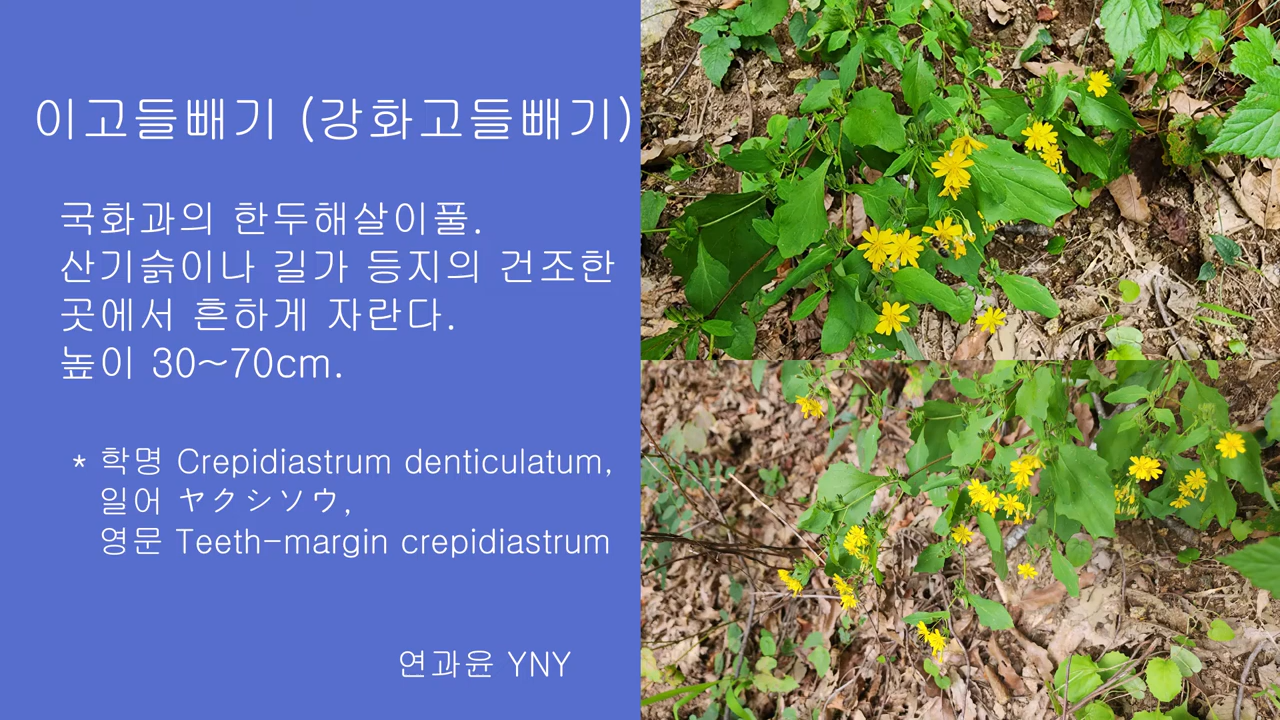 이고들빼기 (강화고들빼기)
국화과의 한두해살이풀.
산기슭이나 길가 등지의 건조한
곳에서 흔하게 자란다.
높이 30~70cm.
* 학명 Crepidiastrum denticulatum,
일어 ヤクシソウ,
영문 Teeth-margin crepidiastrum
연과윤 YNY